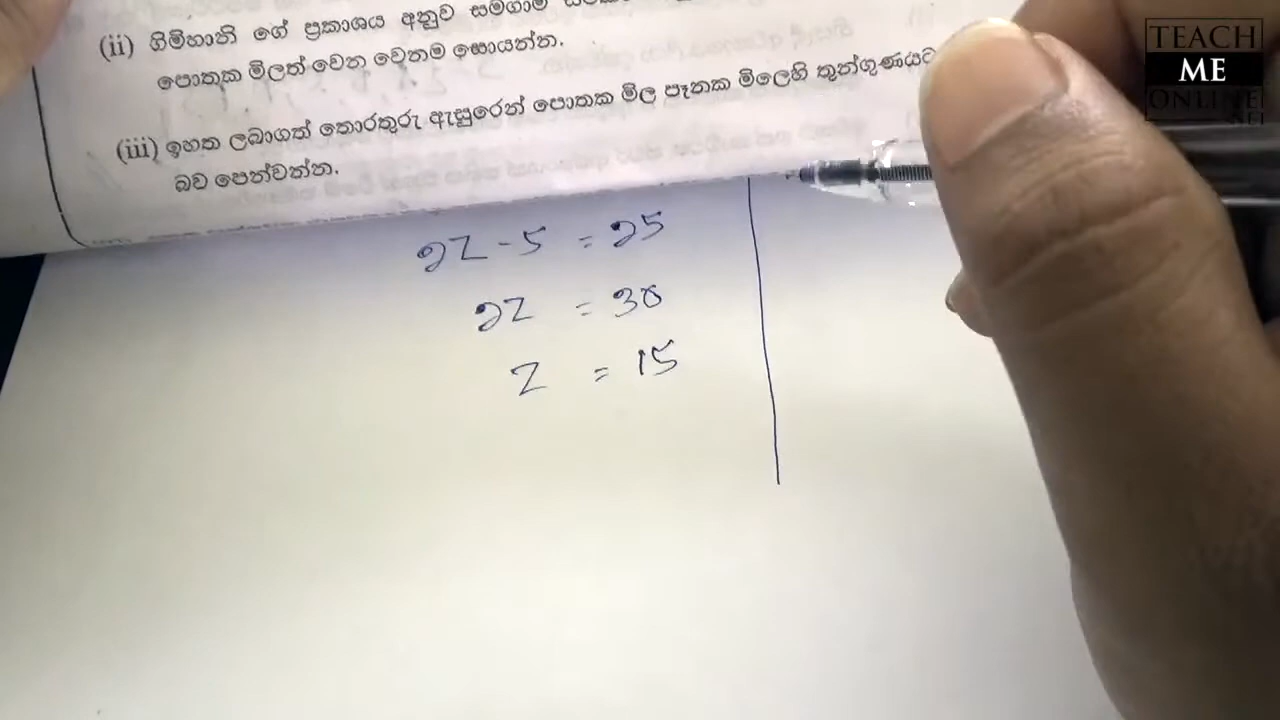 (ii) ගිම්හානි ගේ ප්‍රකාශය අනුව සමගාමී
පොතක මිලත් වෙන වෙනම සොයන්න.
(iii) ඉහත ලබාගත් තොරතුරු ඇසුරෙන් පොතක මිල පෑනක මිලෙහි තුන්ගුණයට
බව පෙන්වන්න.
2Z - 5 = 25
2Z = 30
Z = 15
TEACH
ME
ONLINE